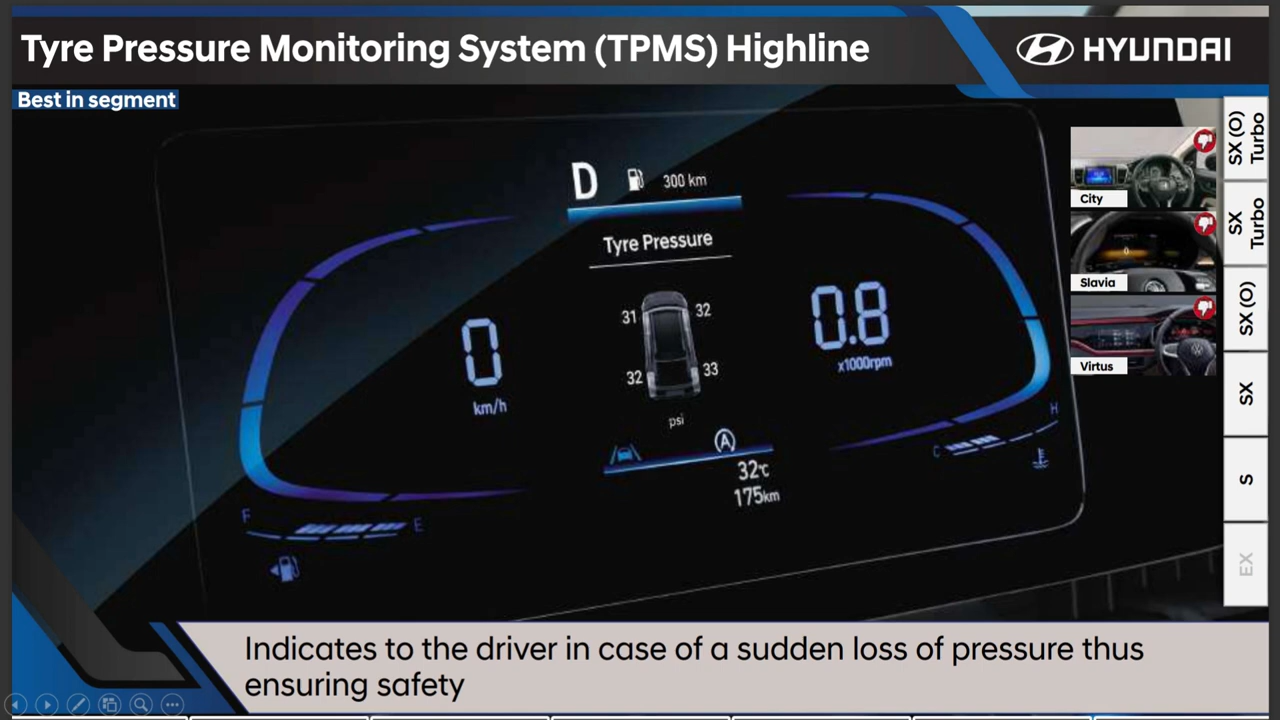 Tyre Pressure Monitoring System (TPMS) Highline
HYUNDAI
Best in segment
D
300 km
Tyre Pressure
31
32
32
33
psi
0
km/h
0.8
x1000rpm
A
32°C
175km
F
E
C
H
City
Slavia
0
Virtus
SX (O)
Turbo
SX
Turbo
SX (O)
SX
S
EX
Indicates to the driver in case of a sudden loss of pressure thus
ensuring safety